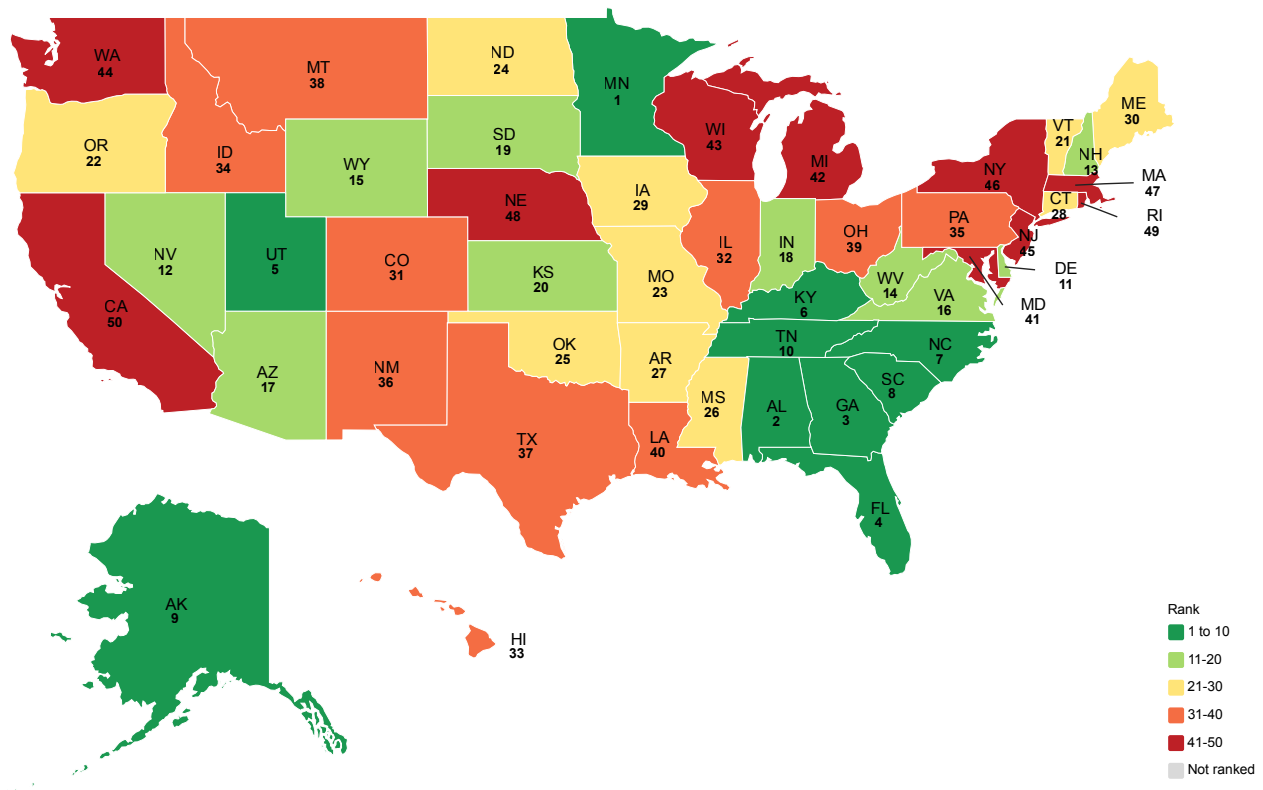 WA
44
MT
38
ND
24
MN
1
OR
22
ID
34
WY
15
SD
19
WI
43
MI
42
NY
46
VT
21
NH
13
ME
30
MA
47
CT
28
RI
49
NE
48
IA
29
PA
35
NJ
45
NV
12
UT
5
CO
31
KS
20
MO
23
IL
32
IN
18
OH
39
WV
14
VA
16
DE
11
MD
41
CA
50
KY
6
TN
10
NC
7
AZ
17
NM
36
OK
25
AR
27
SC
8
TX
37
LA
40
MS
26
AL
2
GA
3
FL
4
AK
9
HI
33
Rank
1 to 10
11-20
21-30
31-40
41-50
Not ranked